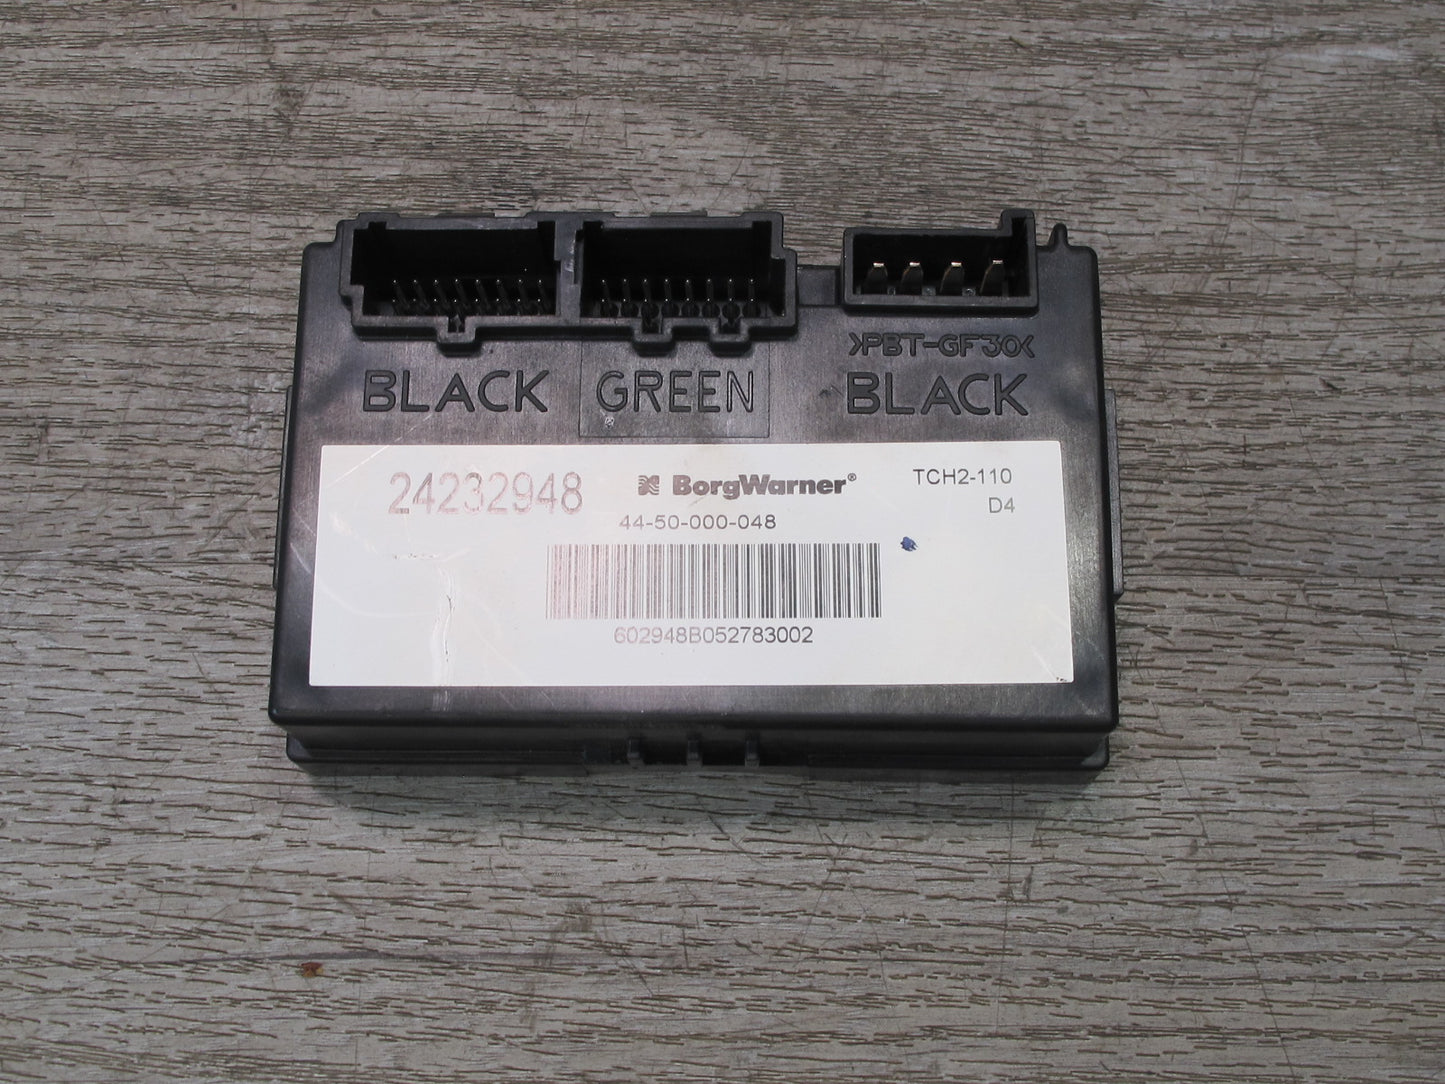 >PBT-GF30<
BLACK GREEN BLACK
24232948 BorgWarner® TCH2-110
44-50-000-048 D4
602948B052783002